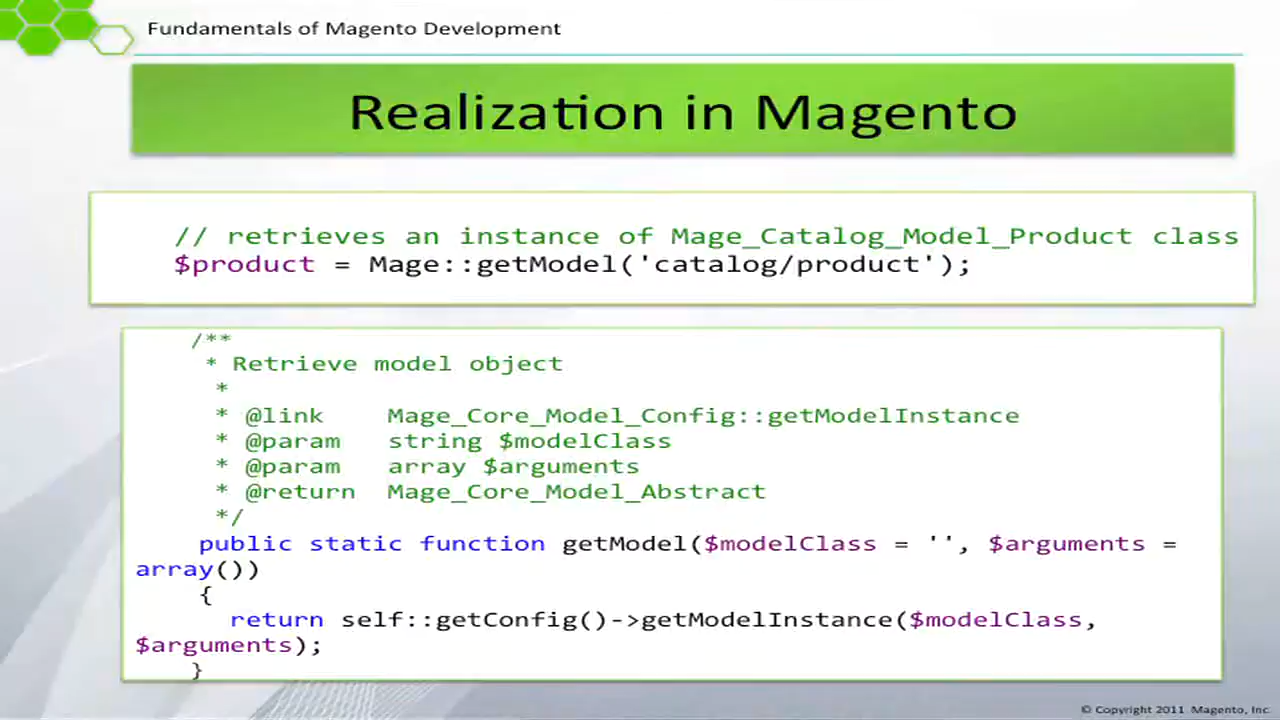 Fundamentals of Magento Development
Realization in Magento
// retrieves an instance of Mage_Catalog_Model_Product class
$product = Mage::getModel('catalog/product');
/**
* Retrieve model object
*
* @link Mage_Core_Model_Config::getModelInstance
* @param string $modelClass
* @param array $arguments
* @return Mage_Core_Model_Abstract
*/
public static function getModel($modelClass = '', $arguments =
array())
{
return self::getConfig()->getModelInstance($modelClass,
$arguments);
}
© Copyright 2011 Magento, Inc